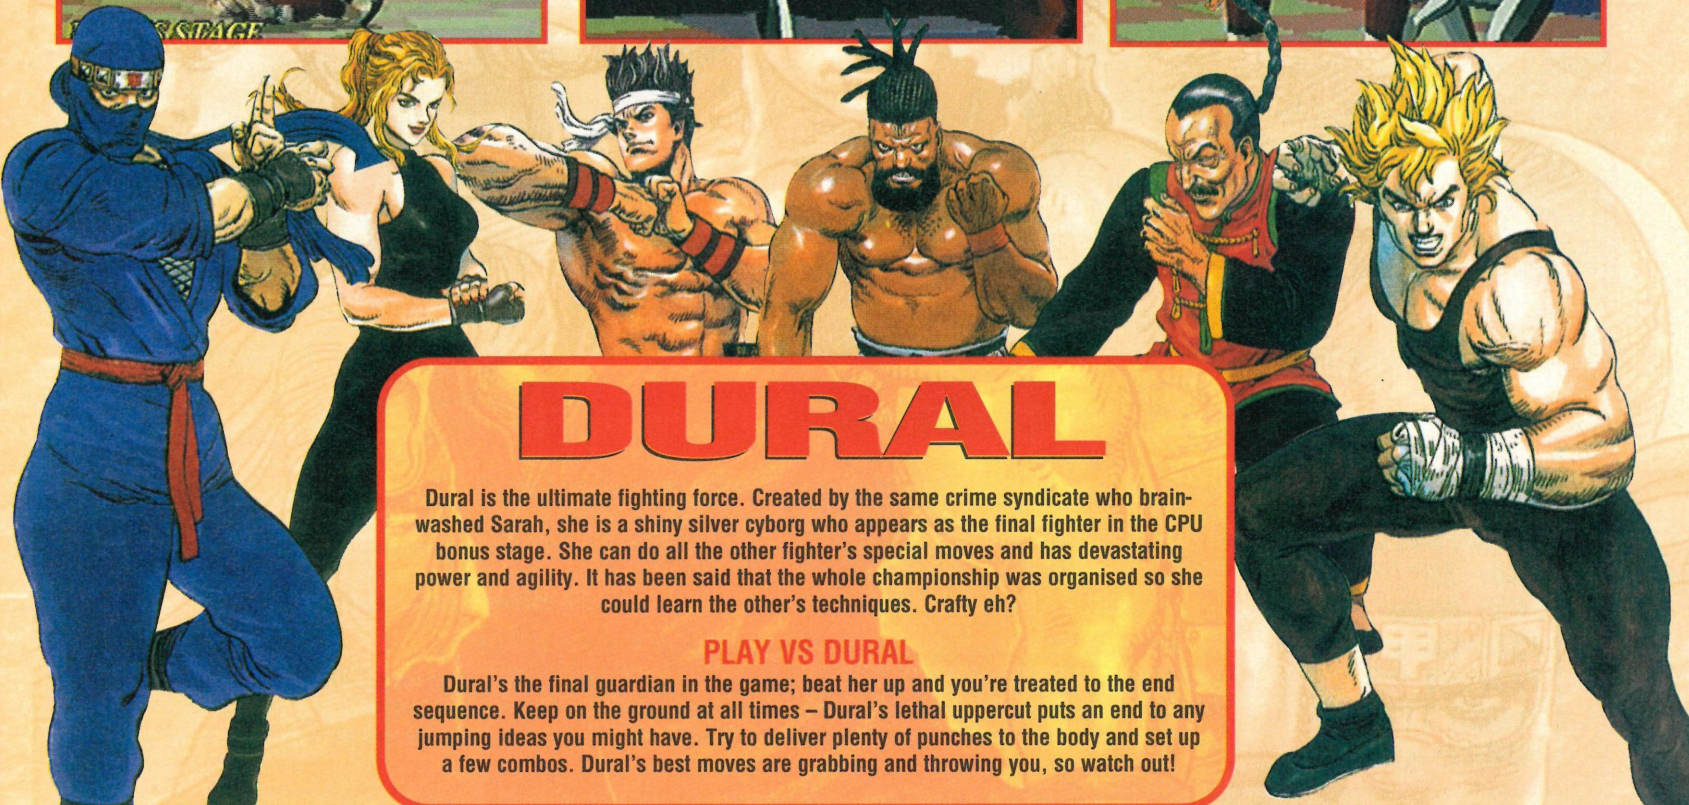 STAGE
DURAL
Dural is the ultimate fighting force. Created by the same crime syndicate who brain-
washed Sarah, she is a shiny silver cyborg who appears as the final fighter in the CPU
bonus stage. She can do all the other fighter's special moves and has devastating
power and agility. It has been said that the whole championship was organised so she
could learn the other's techniques. Crafty eh?
PLAY VS DURAL
Dural's the final guardian in the game; beat her up and you're treated to the end
sequence. Keep on the ground at all times – Dural's lethal uppercut puts an end to any
jumping ideas you might have. Try to deliver plenty of punches to the body and set up
a few combos. Dural's best moves are grabbing and throwing you, so watch out!